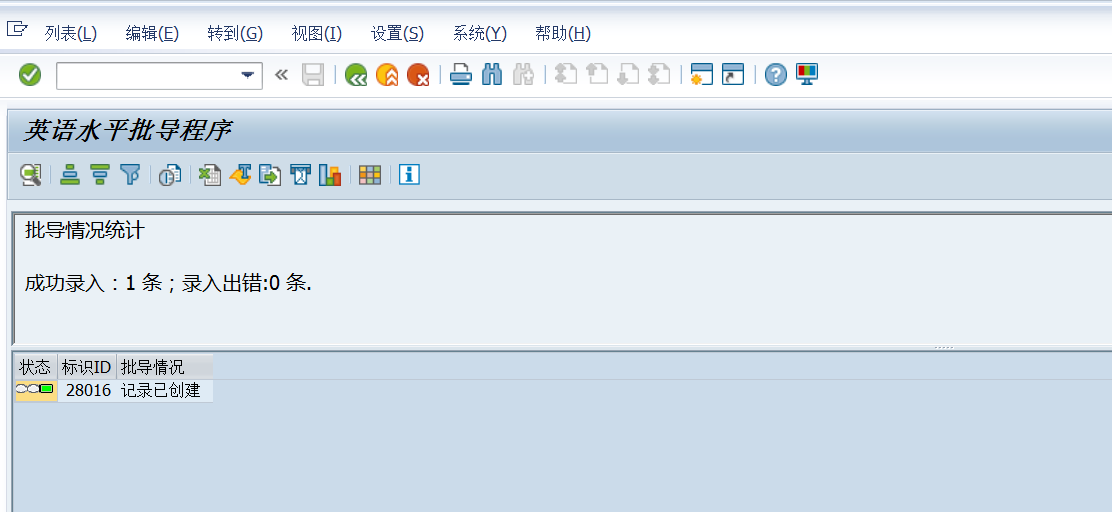 列表(L) 编辑(E) 转到(G) 视图(I) 设置(S) 系统(Y) 帮助(H)
英语水平批导程序
批导情况统计
成功录入：1 条；录入出错:0 条.
状态 标识ID 批导情况
28016 记录已创建